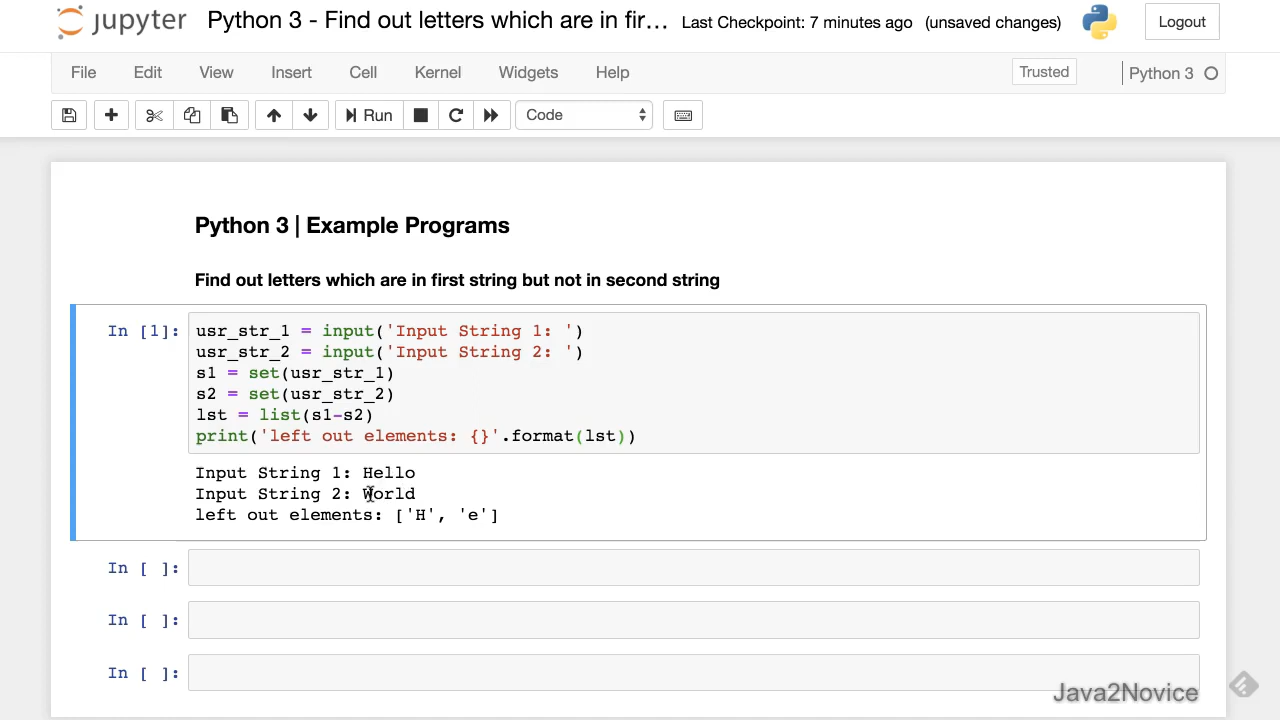 jupyter Python 3 - Find out letters which are in fir... Last Checkpoint: 7 minutes ago (unsaved changes) Logout
File Edit View Insert Cell Kernel Widgets Help Trusted Python 3
Run Code
Python 3 | Example Programs
Find out letters which are in first string but not in second string
In [1]: usr_str_1 = input('Input String 1: ')
usr_str_2 = input('Input String 2: ')
s1 = set(usr_str_1)
s2 = set(usr_str_2)
lst = list(s1-s2)
print('left out elements: {}'.format(lst))
Input String 1: Hello
Input String 2: World
left out elements: ['H', 'e']
In [ ]:
In [ ]:
In [ ]:
Java2Novice